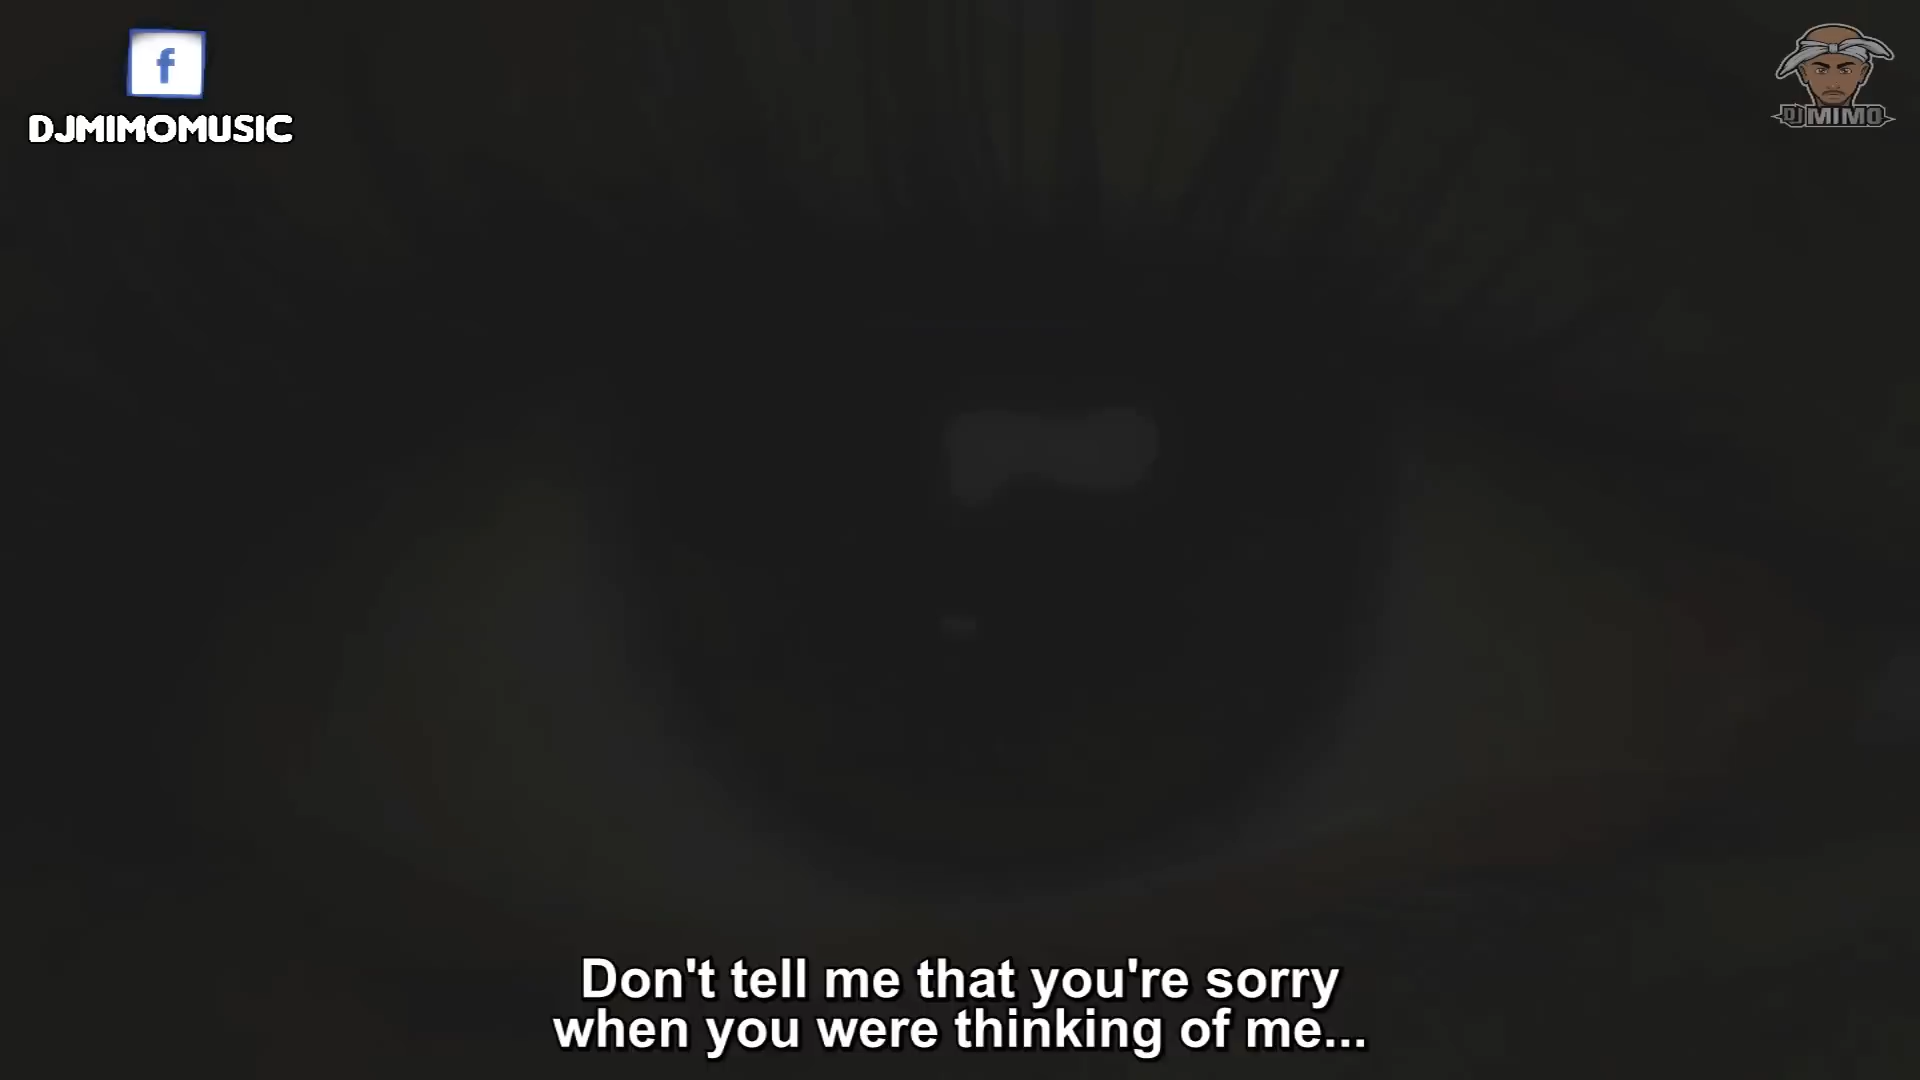 f
DJMIMOMUSIC
DJ MIMO
Don't tell me that you're sorry
when you were thinking of me...